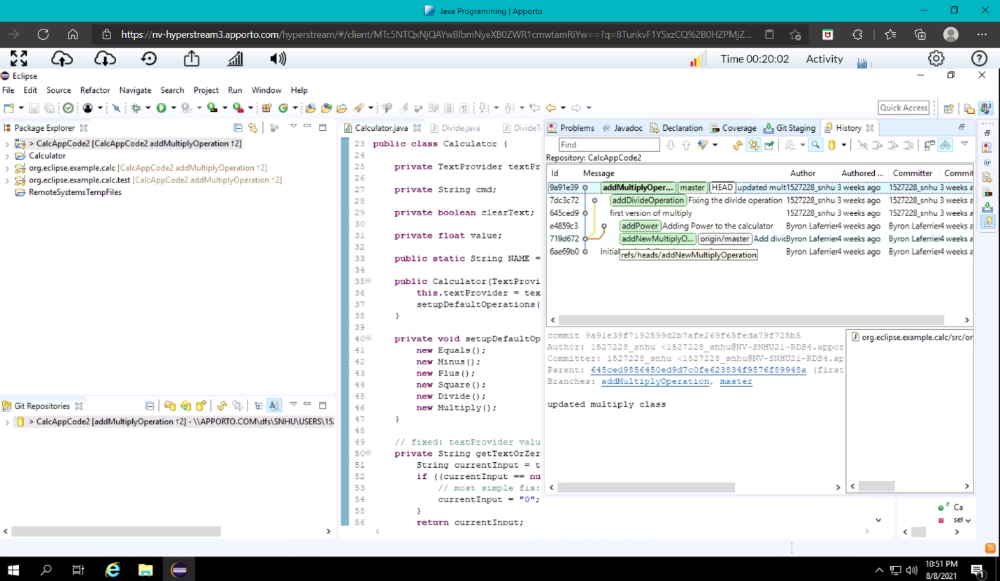 Java Programming | Apporto
https://nv-hyperstream3.apporto.com/hyperstream/#/client/MTc5NTQxNjQAYwBlbmNyeXB0ZWR1cmwtamRiYw==?q=8TunkvF1YSxzCQ%2B0HZPMjZ...
Time 00:20:02 Activity
Eclipse
File Edit Source Refactor Navigate Search Project Run Window Help
Quick Access
Package Explorer
> CalcAppCode2 [CalcAppCode2 addMultiplyOperation ↑2]
Calculator
org.eclipse.example.calc [CalcAppCode2 addMultiplyOperation ↑2]
org.eclipse.example.calc.test [CalcAppCode2 addMultiplyOperation ↑2]
RemoteSystemsTempFiles
Git Repositories
> CalcAppCode2 [addMultiplyOperation ↑2] - \\APPORTO.COM\dfs\SNHU\USERS\152
Calculator.java Divide.java DivideTe
23 public class Calculator {
24
25 private TextProvider textPr
26
27 private String cmd;
28
29 private boolean clearText;
30
31 private float value;
32
33 public static String NAME =
34
35 public Calculator(TextProvi
36 this.textProvider = tex
37 setupDefaultOperations(
38 }
39
40 private void setupDefaultOp
41 new Equals();
42 new Minus();
43 new Plus();
44 new Square();
45 new Divide();
46 new Multiply();
47 }
48
49 // fixed: textProvider valu
50 private String getTextOrZer
51 String currentInput = t
52 if ((currentInput == nu
53 // most simple fix:
54 currentInput = "0";
55 }
56 return currentInput;
Problems Javadoc Declaration Coverage Git Staging History
Find
Repository: CalcAppCode2
Id Message Author Authored ... Committer Commit
9a91e39 addMultiplyOper... master HEAD updated mult 1527228_snhu 3 weeks ago 1527228_snhu 3 weeks a
7dc3c72 addDivideOperation Fixing the divide operation 1527228_snhu 3 weeks ago 1527228_snhu 3 weeks a
645ced9 first version of multiply 1527228_snhu 3 weeks ago 1527228_snhu 3 weeks a
e4859c3 addPower Adding Power to the calculator Byron Laferrier 4 weeks ago Byron Laferrier 4 weeks a
719d672 addNewMultiplyO... origin/master Add divid Byron Laferrier 4 weeks ago Byron Laferrier 4 weeks a
6ae69b0 Initial Byron Laferrier 4 weeks ago Byron Laferrier 4 weeks a
refs/heads/addNewMultiplyOperation
commit 9a91e39f7192599d2b7afe269f65feda79f725b5
Author: 1527228_snhu <1527228_snhu@NV-SNHU21-RDS4.appor
Committer: 1527228_snhu <1527228_snhu@NV-SNHU21-RDS4.ap
Parent: 645ced9856450ed9d7c0fe623834f9576f89948a (first
Branches: addMultiplyOperation, master
updated multiply class
org.eclipse.example.calc/src/or
Ca
sel
10:51 PM
8/8/2021
1